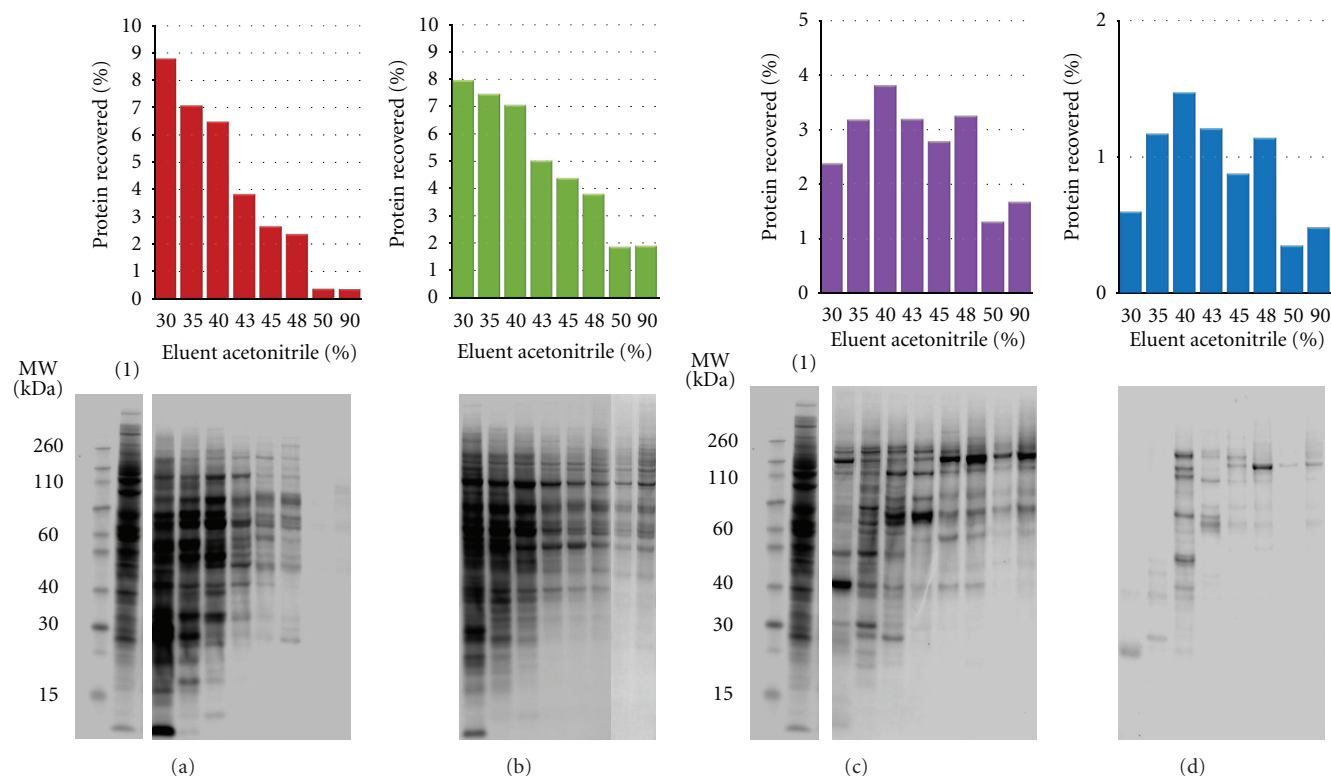 Protein recovered (%)
10
9
8
7
6
5
4
3
2
1
0
30 35 40 43 45 48 50 90
Eluent acetonitrile (%)
Protein recovered (%)
10
9
8
7
6
5
4
3
2
1
0
30 35 40 43 45 48 50 90
Eluent acetonitrile (%)
Protein recovered (%)
5
4
3
2
1
0
30 35 40 43 45 48 50 90
Eluent acetonitrile (%)
Protein recovered (%)
2
1
0
30 35 40 43 45 48 50 90
Eluent acetonitrile (%)
MW
(kDa)
(1)
260
110
60
40
30
15
MW
(kDa)
(1)
260
110
60
40
30
15
(a)
(b)
(c)
(d)